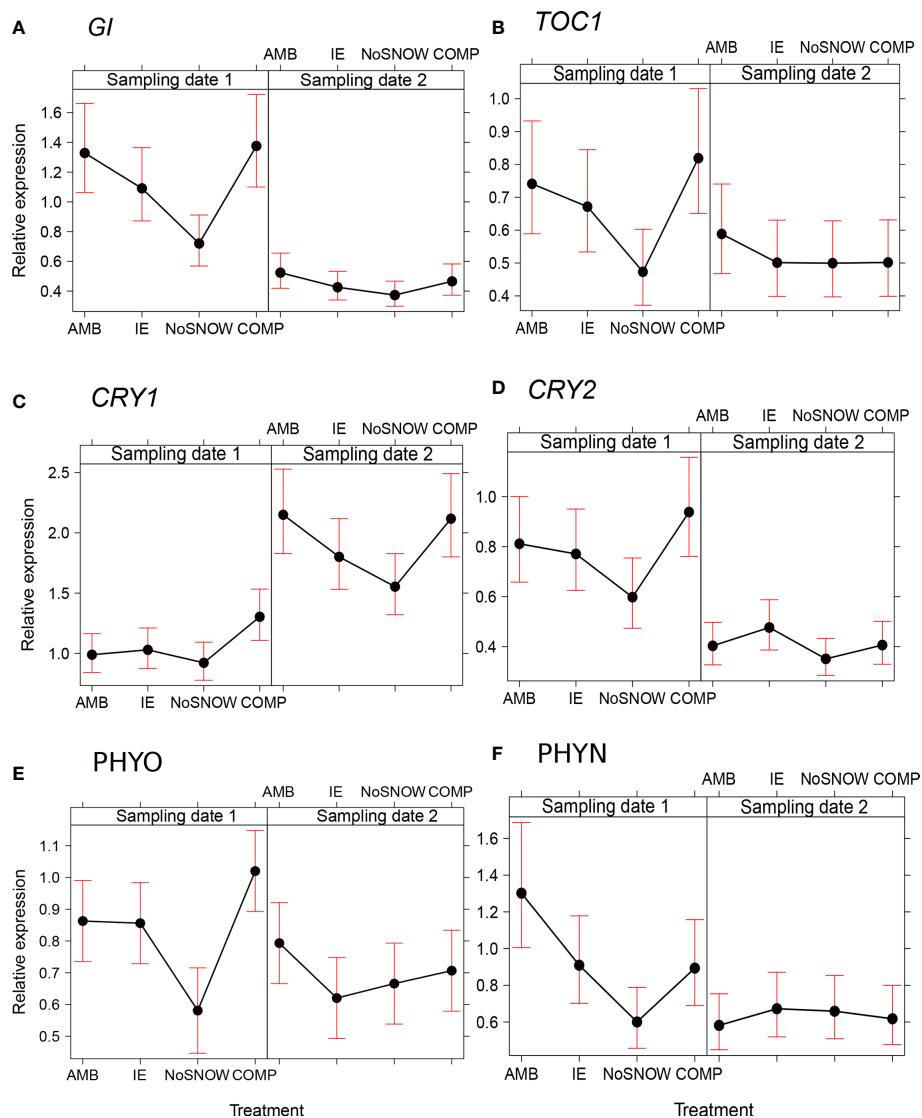 A
GI
AMB IE NoSNOW COMP
Sampling date 1 Sampling date 2
1.6
1.4
1.2
1.0
0.8
0.6
0.4
Relative expression
AMB IE NoSNOW COMP
B
TOC1
AMB IE NoSNOW COMP
Sampling date 1 Sampling date 2
1.0
0.9
0.8
0.7
0.6
0.5
0.4
AMB IE NoSNOW COMP
C
CRY1
AMB IE NoSNOW COMP
Sampling date 1 Sampling date 2
2.5
2.0
1.5
1.0
Relative expression
AMB IE NoSNOW COMP
D
CRY2
AMB IE NoSNOW COMP
Sampling date 1 Sampling date 2
1.0
0.8
0.6
0.4
AMB IE NoSNOW COMP
E
PHYO
AMB IE NoSNOW COMP
Sampling date 1 Sampling date 2
1.1
1.0
0.9
0.8
0.7
0.6
0.5
Relative expression
AMB IE NoSNOW COMP
Treatment
F
PHYN
AMB IE NoSNOW COMP
Sampling date 1 Sampling date 2
1.6
1.4
1.2
1.0
0.8
0.6
AMB IE NoSNOW COMP
Treatment